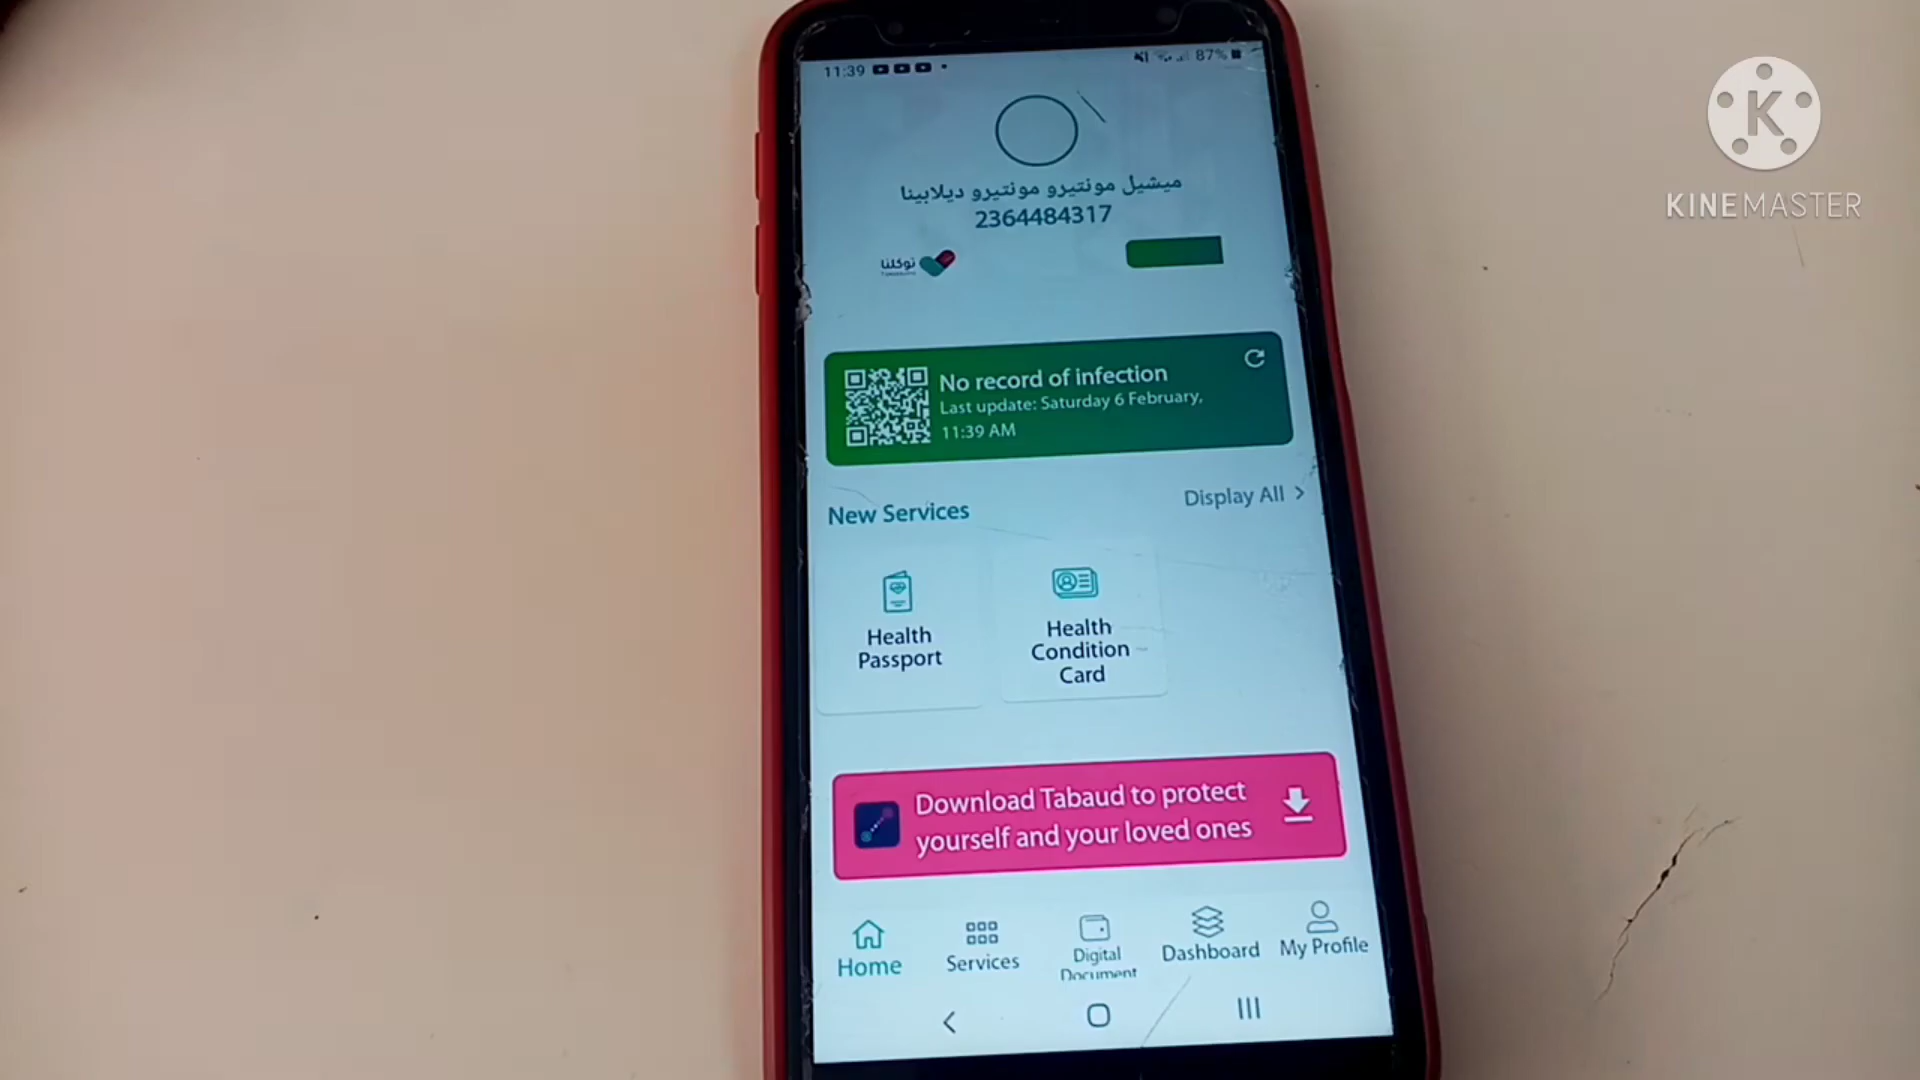 11:39
87%
ميشيل مونتيرو مونتيرو ديلابينا
2364484317
توكلنا
No record of infection
Last update: Saturday 6 February,
11:39 AM
New Services
Display All >
Health
Passport
Health
Condition
Card
Download Tabaud to protect
yourself and your loved ones
Home
Services
Digital
Document
Dashboard
My Profile
K
KINEMASTER